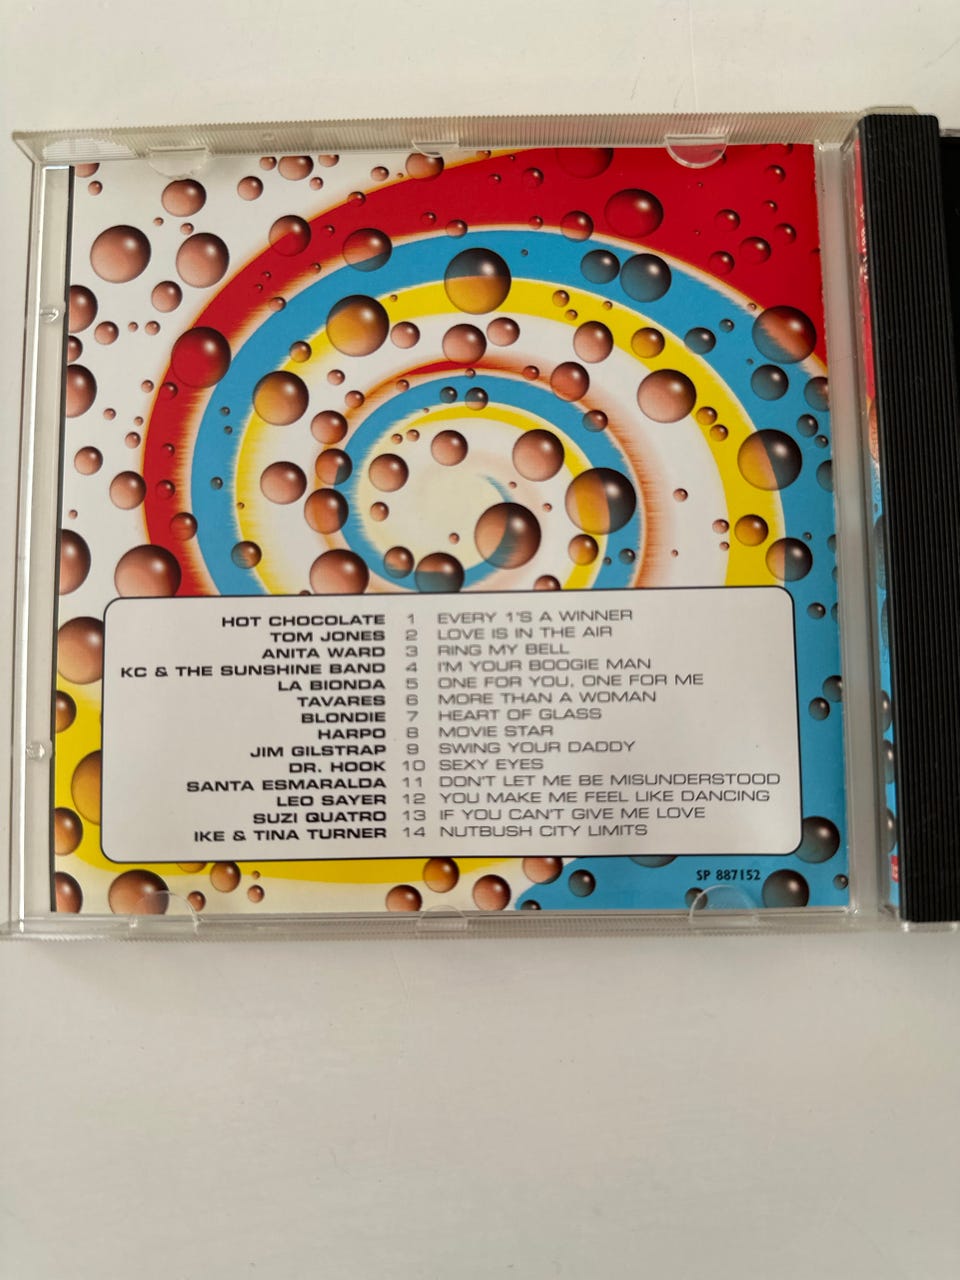 HOT CHOCOLATE 1 EVERY 1'S A WINNER
TOM JONES 2 LOVE IS IN THE AIR
ANITA WARD 3 RING MY BELL
KC & THE SUNSHINE BAND 4 I'M YOUR BOOGIE MAN
LA BIONDA 5 ONE FOR YOU, ONE FOR ME
TAVARES 6 MORE THAN A WOMAN
BLONDIE 7 HEART OF GLASS
HARPO 8 MOVIE STAR
JIM GILSTRAP 9 SWING YOUR DADDY
DR. HOOK 10 SEXY EYES
SANTA ESMARALDA 11 DON'T LET ME BE MISUNDERSTOOD
LEO SAYER 12 YOU MAKE ME FEEL LIKE DANCING
SUZI QUATRO 13 IF YOU CAN'T GIVE ME LOVE
IKE & TINA TURNER 14 NUTBUSH CITY LIMITS
SP 887152